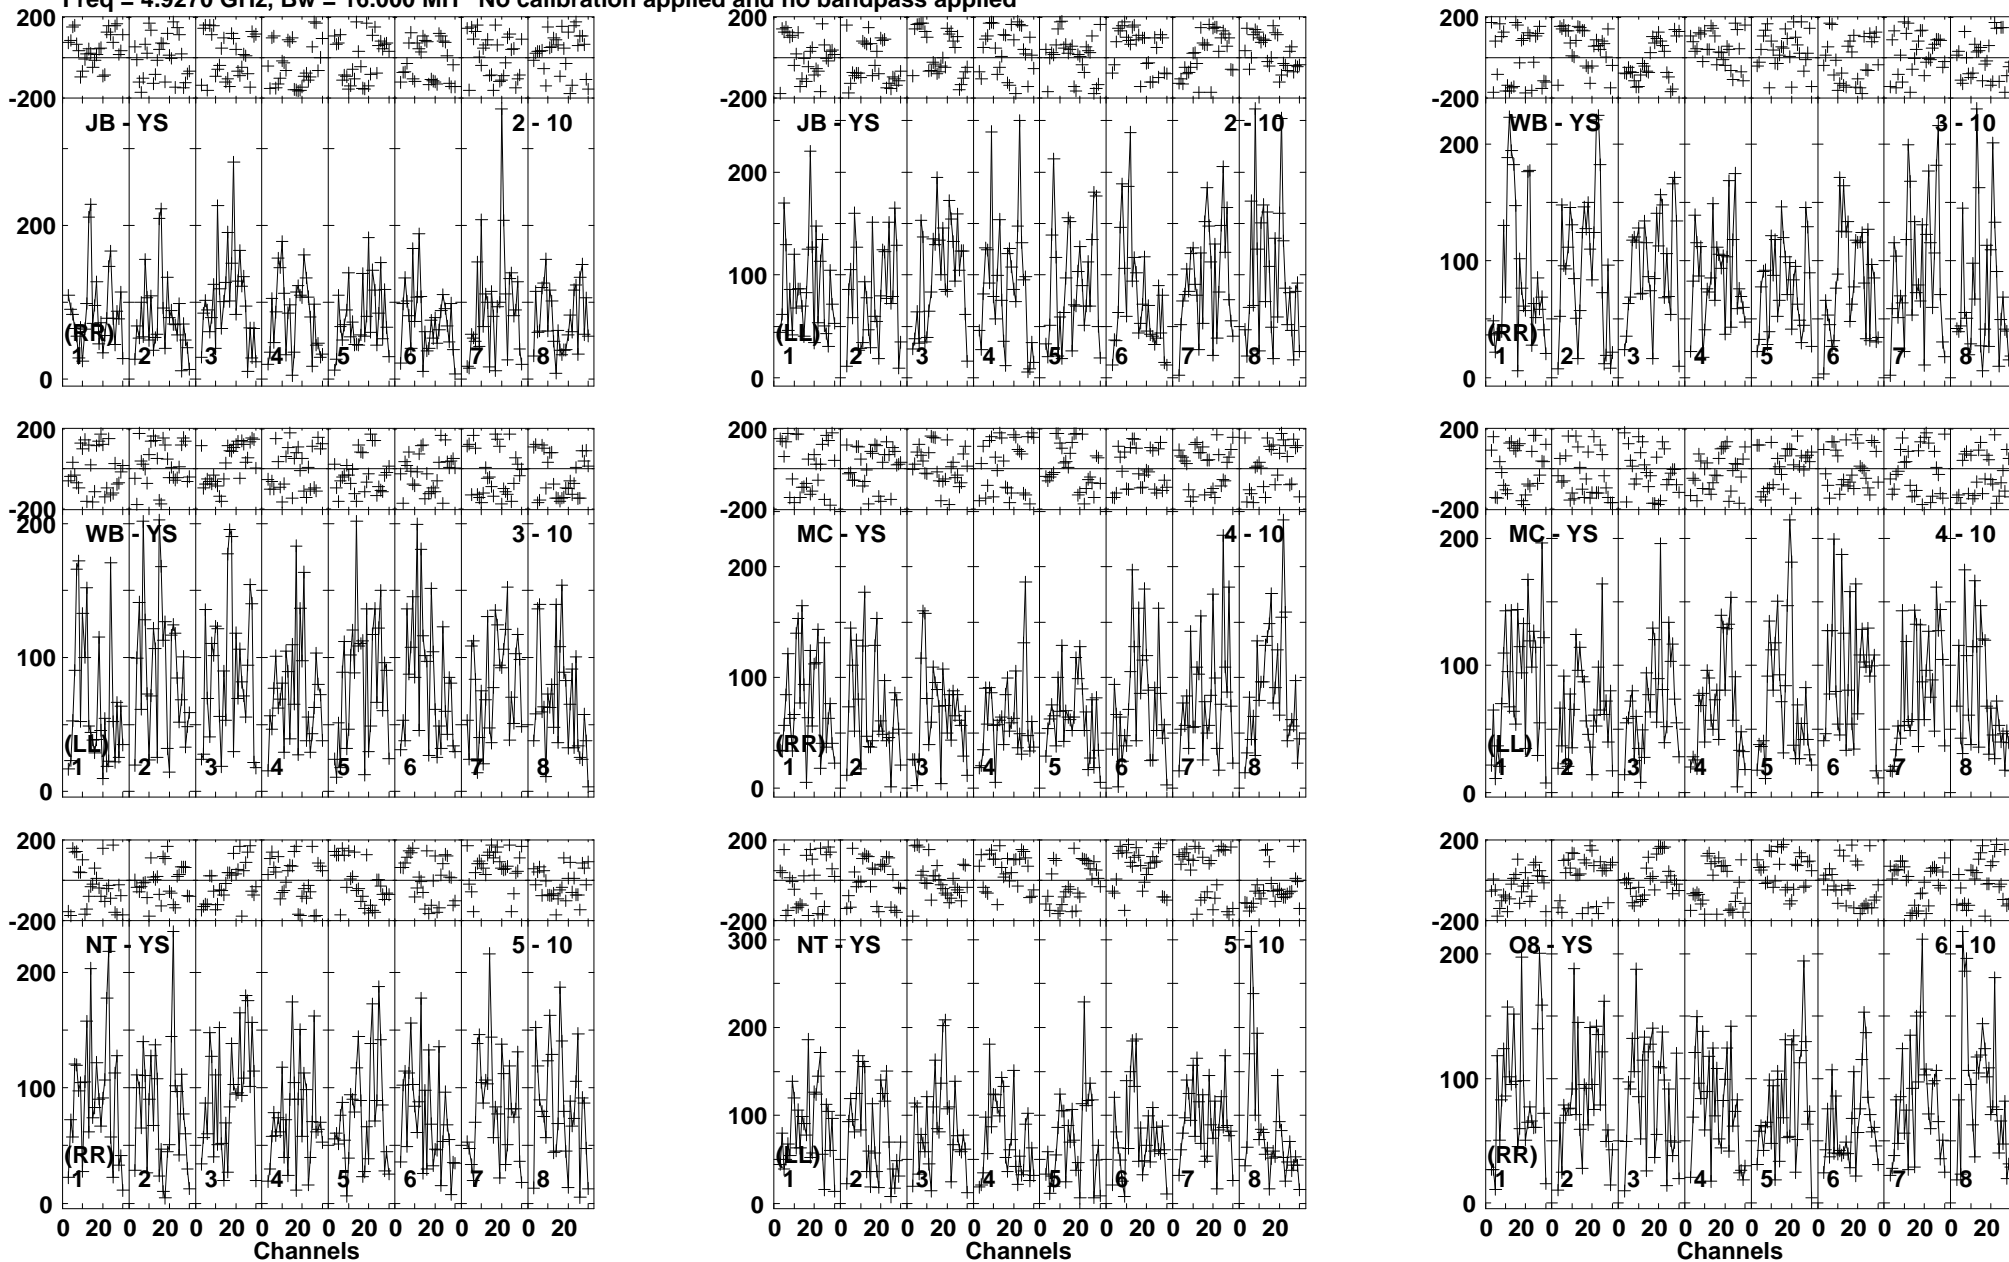 Freq = 4.9270 GHz, Bw = 16.000 MH No calibration applied and no bandpass applied
200 200 200
-200 -200 -200
JB - YS 2 - 10 JB - YS 2 - 10 WB - YS 3 - 10
200 200 200
100 100
(RR) (LL) (RR)
1 2 3 4 5 6 7 8 1 2 3 4 5 6 7 8 1 2 3 4 5 6 7 8
0 0 0
200 200 200
-200 -200 -200
200
WB - YS 3 - 10 MC - YS 4 - 10 MC - YS 4 - 10
200 200
100 100 100
(LL) (RR) (LL)
1 2 3 4 5 6 7 8 1 2 3 4 5 6 7 8 1 2 3 4 5 6 7 8
0 0 0
200 200 200
-200 -200 -200
NT - YS 5 - 10 NT - YS 5 - 10 O8 - YS 6 - 10
300
200 200 200
100 100 100
(RR) (LL) (RR)
1 2 3 4 5 6 7 8 1 2 3 4 5 6 7 8 1 2 3 4 5 6 7 8
0 0 0
0 20 0 20 0 20 0 20 0 20 0 20 0 20 0 20 0 20 0 20 0 20 0 20 0 20 0 20 0 20 0 20 0 20 0 20 0 20 0 20 0 20 0 20 0 20 0 20
Channels Channels Channels